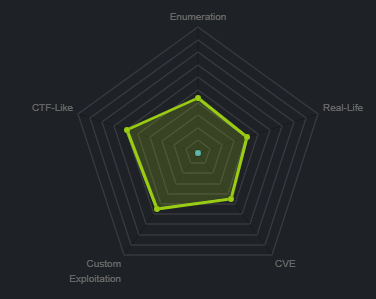 Enumeration
CTF-Like
Real-Life
Custom
Exploitation
CVE